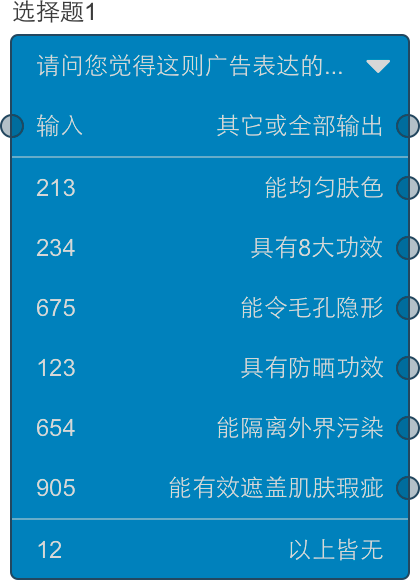 选择题1
请问您觉得这则广告表达的...
输入 其它或全部输出
213 能均匀肤色
234 具有8大功效
675 能令毛孔隐形
123 具有防晒功效
654 能隔离外界污染
905 能有效遮盖肌肤瑕疵
12 以上皆无